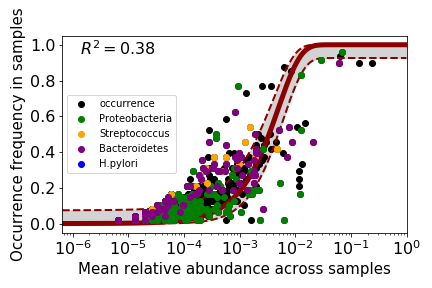 R² = 0.38
1.0
0.8
0.6
0.4
0.2
0.0
Occurrence frequency in samples
occurrence
Proteobacteria
Streptococcus
Bacteroidetes
H.pylori
10⁻⁶ 10⁻⁵ 10⁻⁴ 10⁻³ 10⁻² 10⁻¹ 10⁰
Mean relative abundance across samples